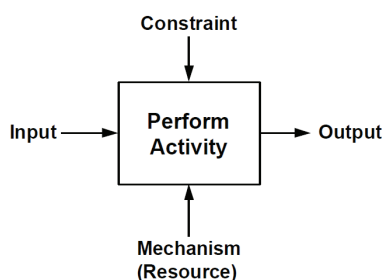 Constraint
Input
Perform
Activity
Output
Mechanism
(Resource)